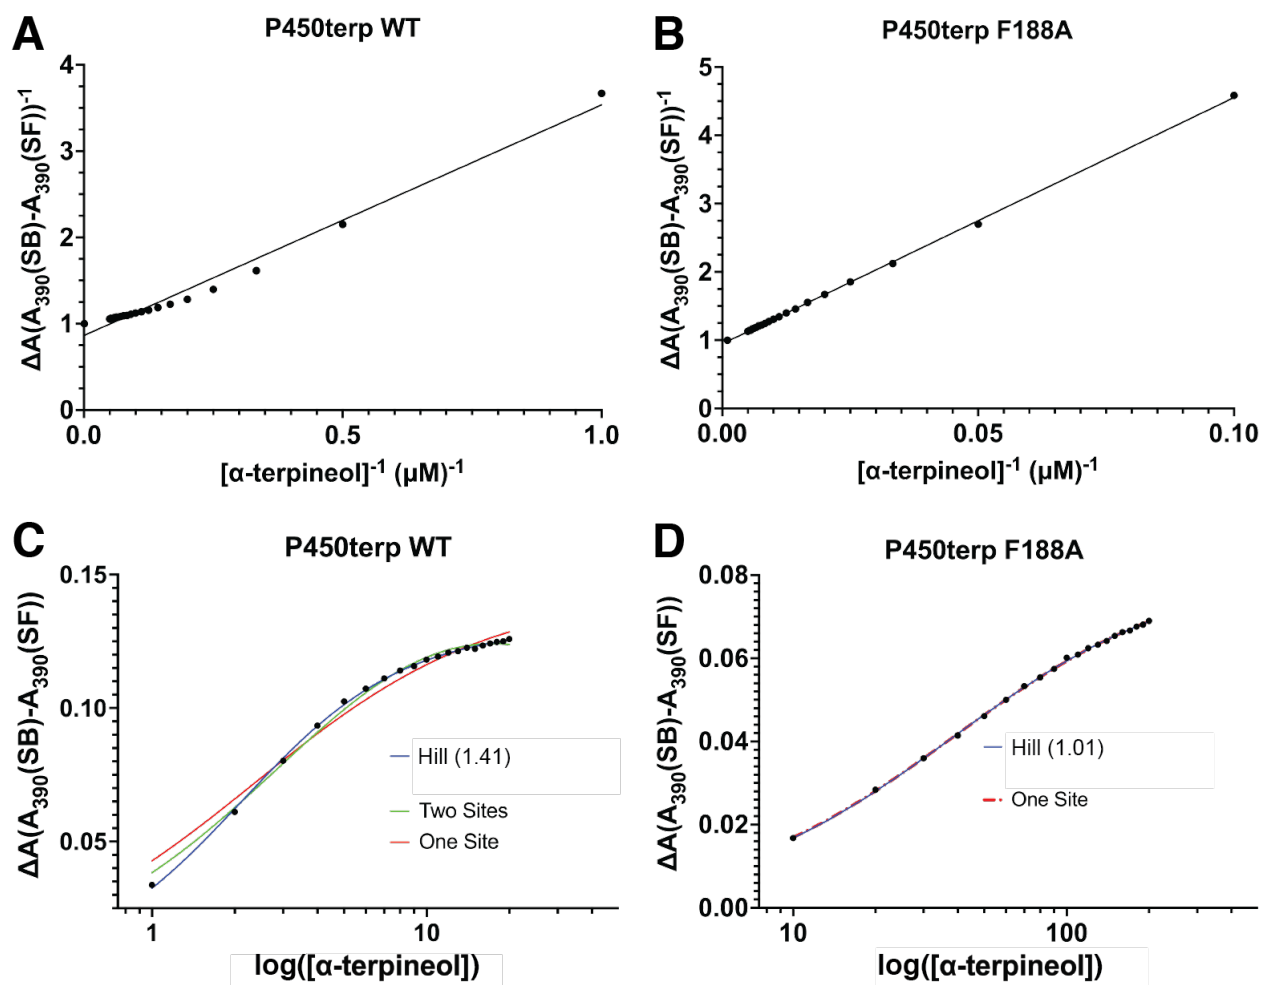 A
P450terp WT
4
3
2
1
0
0.0
0.5
1.0
ΔA(A390(SB)-A390(SF))-1
[α-terpineol]-1 (µM)-1
B
P450terp F188A
5
4
3
2
1
0
0.00
0.05
0.10
ΔA(A390(SB)-A390(SF))-1
[α-terpineol]-1 (µM)-1
C
P450terp WT
0.15
0.10
0.05
1
10
ΔA(A390(SB)-A390(SF))
log([α-terpineol])
Hill (1.41)
Two Sites
One Site
D
P450terp F188A
0.08
0.06
0.04
0.02
0.00
10
100
ΔA(A390(SB)-A390(SF))
log([α-terpineol])
Hill (1.01)
One Site